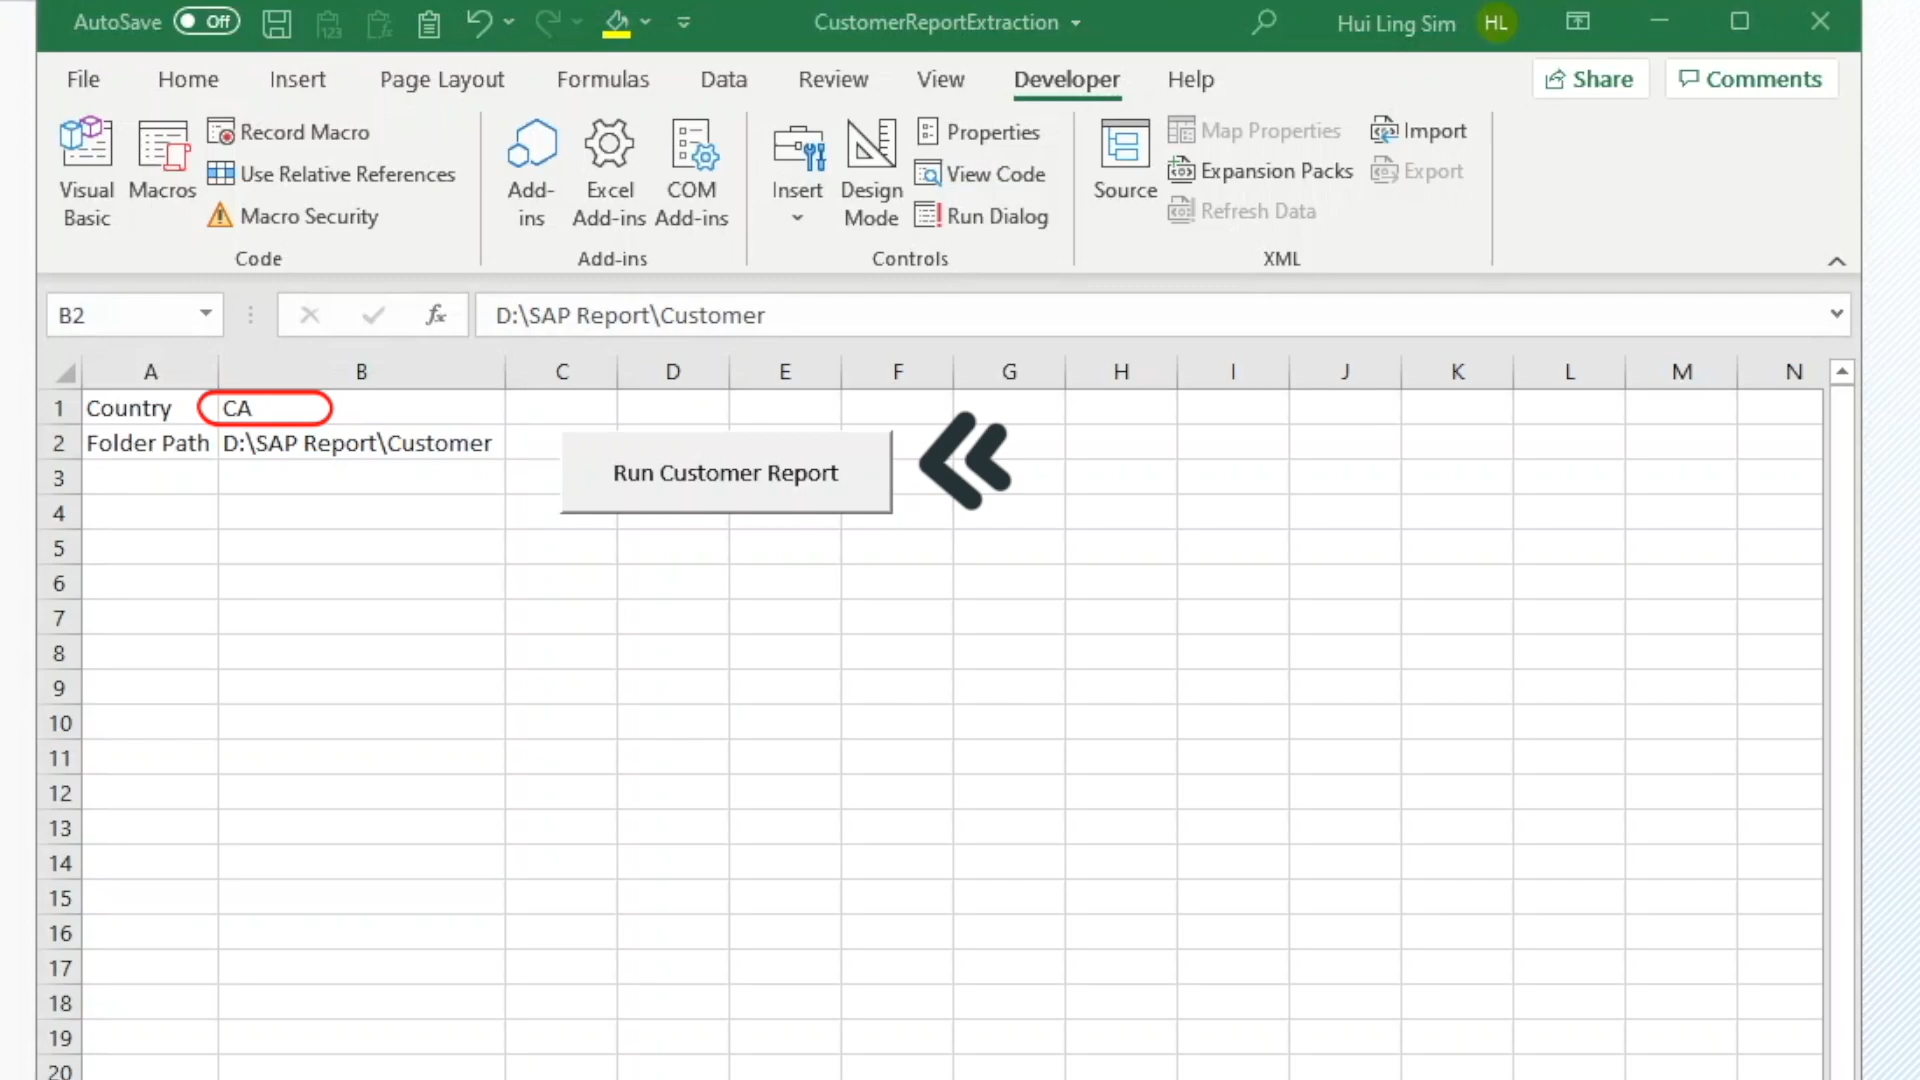 AutoSave Off CustomerReportExtraction Hui Ling Sim HL
File Home Insert Page Layout Formulas Data Review View Developer Help Share Comments
Visual Basic
Macros
Record Macro
Use Relative References
Macro Security
Code
Add-ins
Excel Add-ins
COM Add-ins
Add-ins
Insert
Design Mode
Properties
View Code
Run Dialog
Controls
Source
Map Properties
Expansion Packs
Refresh Data
Import
Export
XML
B2 fx D:\SAP Report\Customer
A B C D E F G H I J K L M N
1 Country CA
2 Folder Path D:\SAP Report\Customer
Run Customer Report
3
4
5
6
7
8
9
10
11
12
13
14
15
16
17
18
19
20